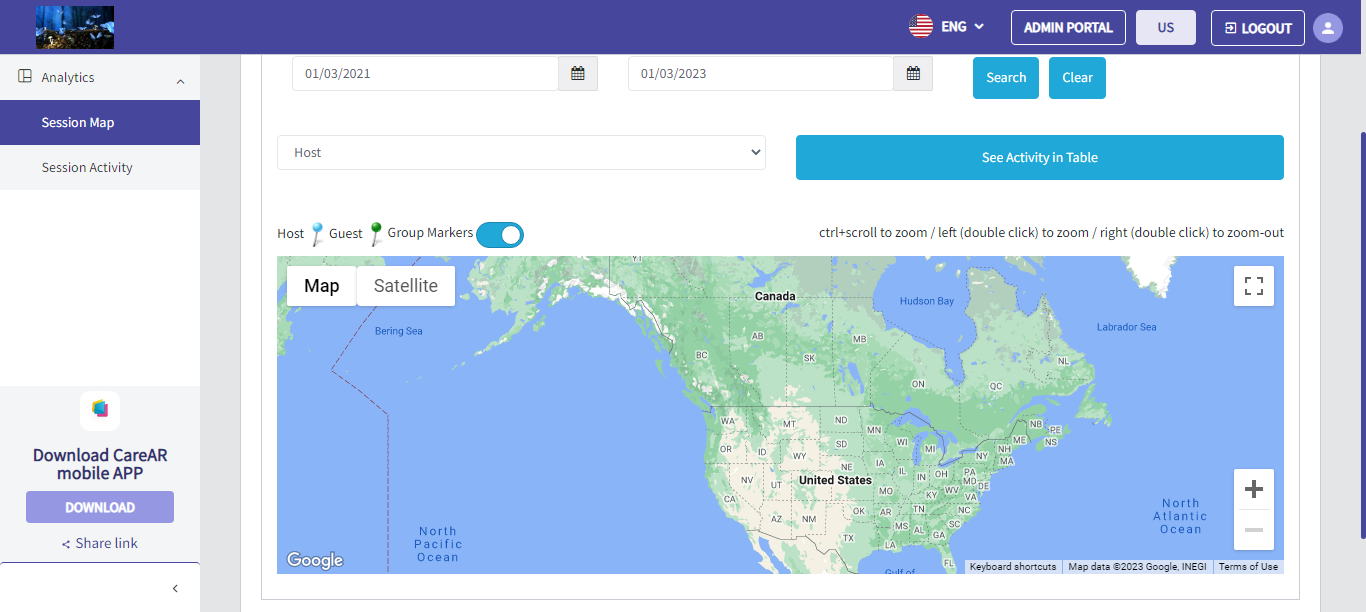 ENG
ADMIN PORTAL
US
LOGOUT
Analytics
Session Map
Session Activity
Download CareAR
mobile APP
DOWNLOAD
Share link
01/03/2021
01/03/2023
Search
Clear
Host
See Activity in Table
Host Guest Group Markers
ctrl+scroll to zoom / left (double click) to zoom / right (double click) to zoom-out
Map
Satellite
YT
Canada
Hudson Bay
Bering Sea
Labrador Sea
AB
MB
BC
SK
NL
ON
QC
WA
MT
ND
MN
NB
PE
OR
ID
WY
SD
WI
MI
ME
NS
NH
NY
MA
NE
IA
IL
IN
OH
PA
NV
UT
United States
MO
KY
WV
MD
DE
VA
CA
AZ
NM
OK
AR
TN
NC
MS
AL
SC
GA
TX
LA
FL
Gulf of
North
Pacific
Ocean
North
Atlantic
Ocean
Google
Keyboard shortcuts
Map data ©2023 Google, INEGI
Terms of Use